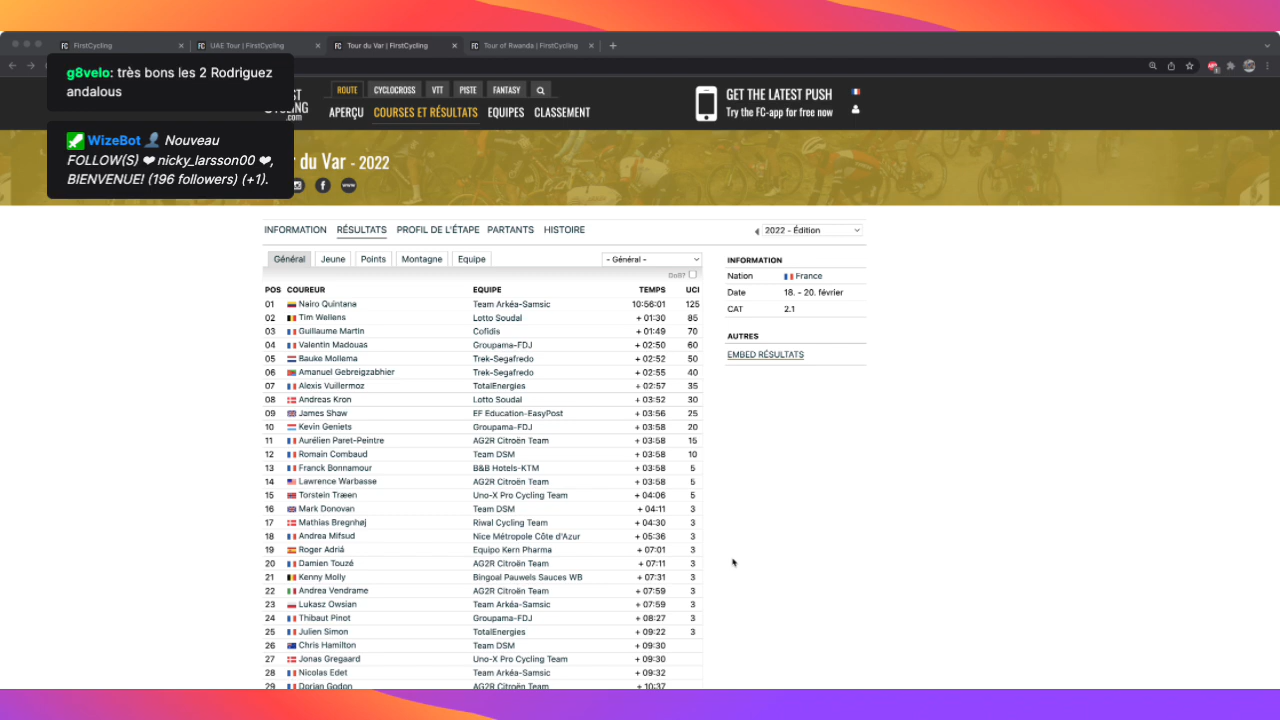 FirstCycling
UAE Tour | FirstCycling
Tour du Var | FirstCycling
Tour of Rwanda | FirstCycling
g8velo: très bons les 2 Rodriguez
andalous
WizeBot Nouveau
FOLLOW(S) ❤ nicky_larsson00 ❤,
BIENVENUE! (196 followers) (+1).
CYCLING
.com
ROUTE CYCLOCROSS VTT PISTE FANTASY
APERÇU COURSES ET RÉSULTATS EQUIPES CLASSEMENT
GET THE LATEST PUSH
Try the FC-app for free now
du Var - 2022
www
INFORMATION RÉSULTATS PROFIL DE L'ÉTAPE PARTANTS HISTOIRE
2022 - Édition
Général Jeune Points Montagne Equipe
- Général -
GoR?
POS COUREUR EQUIPE TEMPS UCI
01 Nairo Quintana Team Arkéa-Samsic 10:56:01 125
02 Tim Wellens Lotto Soudal + 01:30 85
03 Guillaume Martin Cofidis + 01:49 70
04 Valentin Madouas Groupama-FDJ + 02:50 60
05 Bauke Mollema Trek-Segafredo + 02:52 50
06 Amanuel Gebreigzabhier Trek-Segafredo + 02:55 40
07 Alexis Vuillermoz TotalEnergies + 02:57 35
08 Andreas Kron Lotto Soudal + 03:52 30
09 James Shaw EF Education-EasyPost + 03:56 25
10 Kevin Geniets Groupama-FDJ + 03:58 20
11 Aurélien Paret-Peintre AG2R Citroën Team + 03:58 15
12 Romain Combaud Team DSM + 03:58 10
13 Franck Bonnamour B&B Hotels-KTM + 03:58 5
14 Lawrence Warbasse AG2R Citroën Team + 03:58 5
15 Torstein Træen Uno-X Pro Cycling Team + 04:06 5
16 Mark Donovan Team DSM + 04:11 3
17 Mathias Bregnhøj Riwal Cycling Team + 04:30 3
18 Andrea Mifsud Nice Métropole Côte d'Azur + 05:36 3
19 Roger Adriá Equipo Kern Pharma + 07:01 3
20 Damien Touzé AG2R Citroën Team + 07:11 3
21 Kenny Molly Bingoal Pauwels Sauces WB + 07:31 3
22 Andrea Vendrame AG2R Citroën Team + 07:59 3
23 Lukasz Owsian Team Arkéa-Samsic + 07:59 3
24 Thibaut Pinot Groupama-FDJ + 08:27 3
25 Julien Simon TotalEnergies + 09:22 3
26 Chris Hamilton Team DSM + 09:30
27 Jonas Gregaard Uno-X Pro Cycling Team + 09:30
28 Nicolas Edet Team Arkéa-Samsic + 09:32
29 Dorian Godon AG2R Citroën Team + 10:37
INFORMATION
Nation France
Date 18. - 20. février
CAT 2.1
AUTRES
EMBED RÉSULTATS